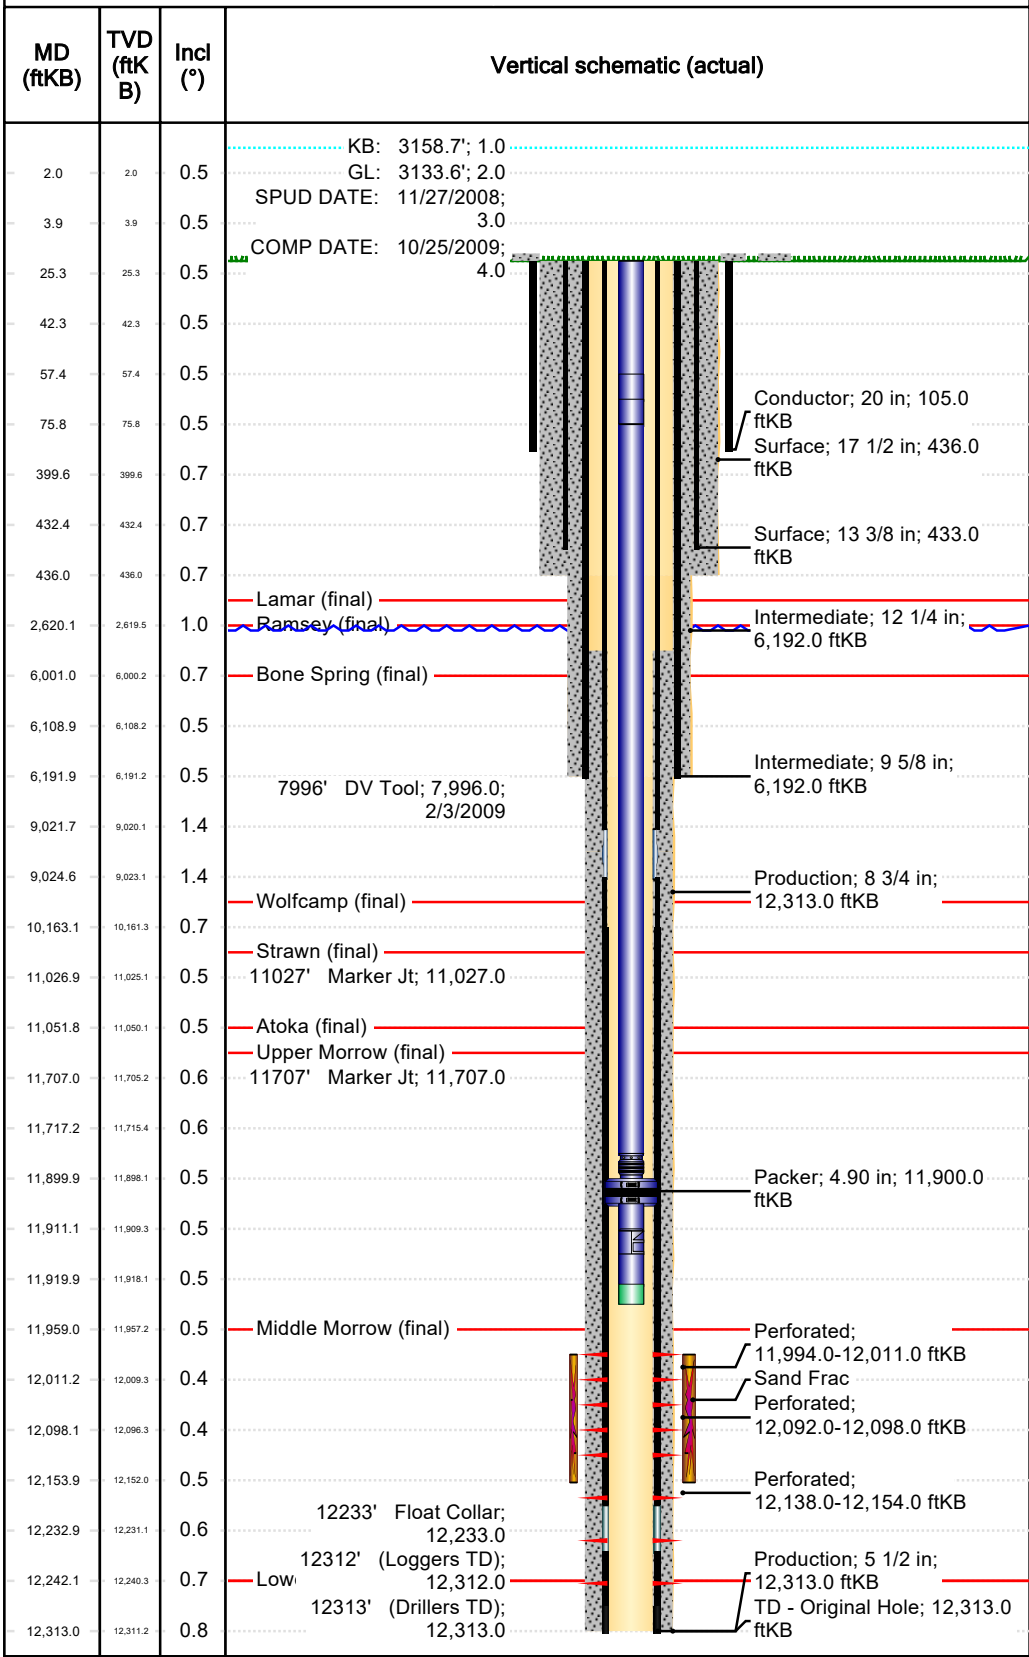 MD
(ftKB)
TVD
(ftK
B)
Incl
(°)
Vertical schematic (actual)
KB: 3158.7'; 1.0
2.0 2.0 0.5
GL: 3133.6'; 2.0
SPUD DATE: 11/27/2008;
3.0
3.9 3.9 0.5
COMP DATE: 10/25/2009;
4.0
25.3 25.3 0.5
42.3 42.3 0.5
57.4 57.4 0.5
Conductor; 20 in; 105.0
ftKB
75.8 75.8 0.5
Surface; 17 1/2 in; 436.0
ftKB
399.6 399.6 0.7
432.4 432.4 0.7
Surface; 13 3/8 in; 433.0
ftKB
436.0 436.0 0.7
Lamar (final)
Intermediate; 12 1/4 in;
6,192.0 ftKB
2,620.1 2,619.5 1.0
Ramsey (final)
6,001.0 6,000.2 0.7
Bone Spring (final)
6,108.9 6,108.2 0.5
Intermediate; 9 5/8 in;
6,192.0 ftKB
6,191.9 6,191.2 0.5
7996' DV Tool; 7,996.0;
2/3/2009
9,021.7 9,020.1 1.4
9,024.6 9,023.1 1.4
Production; 8 3/4 in;
12,313.0 ftKB
Wolfcamp (final)
10,163.1 10,161.3 0.7
Strawn (final)
11,026.9 11,025.1 0.5
11027' Marker Jt; 11,027.0
11,051.8 11,050.1 0.5
Atoka (final)
Upper Morrow (final)
11,707.0 11,705.2 0.6
11707' Marker Jt; 11,707.0
11,717.2 11,715.4 0.6
11,899.9 11,898.1 0.5
Packer; 4.90 in; 11,900.0
ftKB
11,911.1 11,909.3 0.5
11,919.9 11,918.1 0.5
11,959.0 11,957.2 0.5
Middle Morrow (final)
Perforated;
11,994.0-12,011.0 ftKB
12,011.2 12,009.3 0.4
Sand Frac
Perforated;
12,092.0-12,098.0 ftKB
12,098.1 12,096.3 0.4
12,153.9 12,152.0 0.5
Perforated;
12,138.0-12,154.0 ftKB
12233' Float Collar;
12,233.0
12,232.9 12,231.1 0.6
12312' (Loggers TD);
12,312.0
Production; 5 1/2 in;
12,313.0 ftKB
12,242.1 12,240.3 0.7
12313' (Drillers TD);
12,313.0
TD - Original Hole; 12,313.0
ftKB
12,313.0 12,311.2 0.8